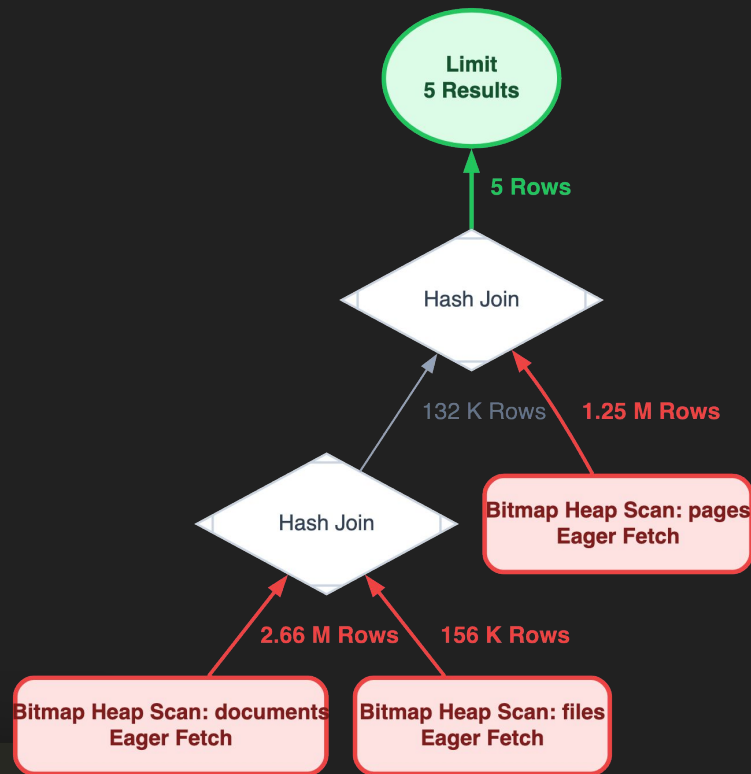 Limit
5 Results
5 Rows
Hash Join
132 K Rows
1.25 M Rows
Bitmap Heap Scan: pages
Eager Fetch
Hash Join
2.66 M Rows
156 K Rows
Bitmap Heap Scan: documents
Eager Fetch
Bitmap Heap Scan: files
Eager Fetch